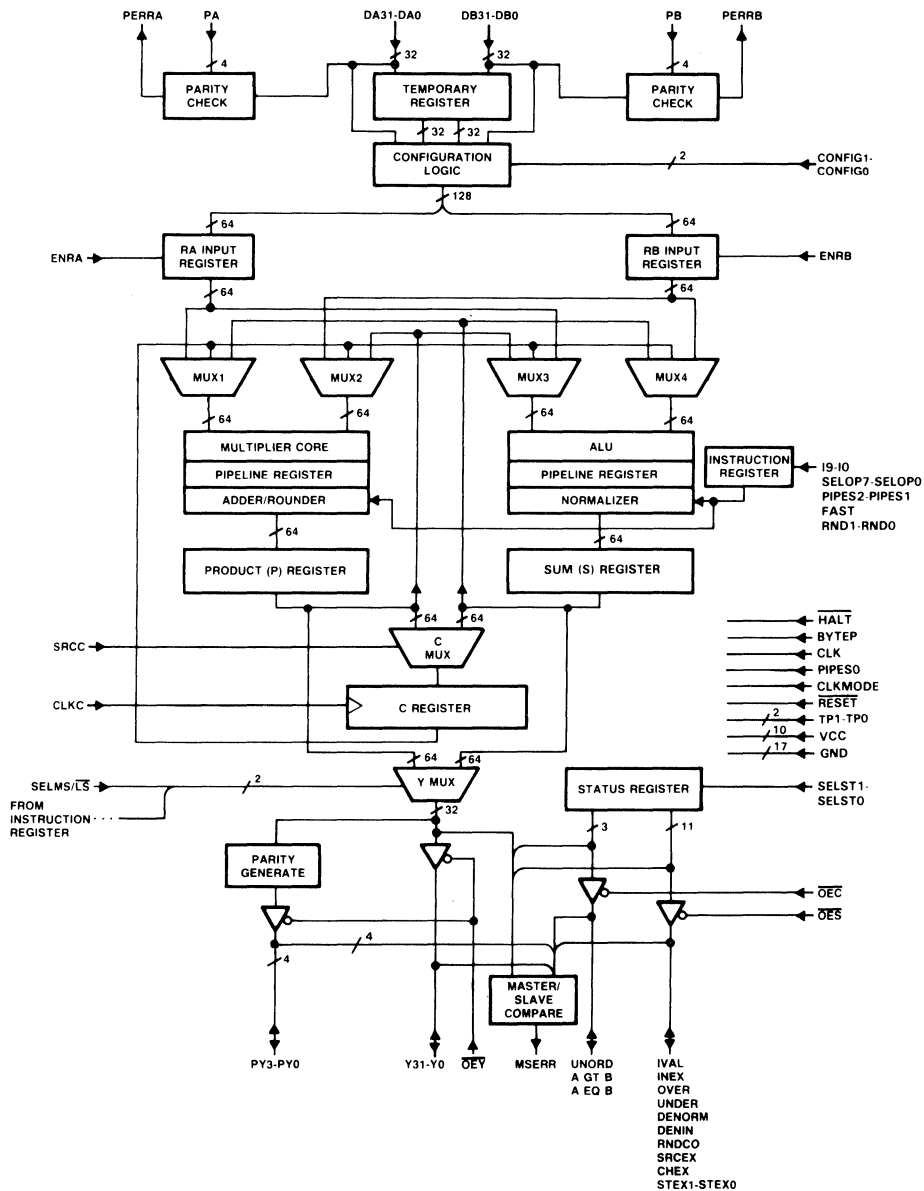 PERRA PA DA31-DA0 DB31-DB0 PB PERRB
4 32 32 4
PARITY
CHECK
TEMPORARY
REGISTER
PARITY
CHECK
32 32
CONFIGURATION
LOGIC
2
CONFIG1-
CONFIG0
128
64 64
ENRA
RA INPUT
REGISTER
RB INPUT
REGISTER
ENRB
64 64
MUX1 MUX2 MUX3 MUX4
64 64 64 64
MULTIPLIER CORE
PIPELINE REGISTER
ADDER/ROUNDER
ALU
PIPELINE REGISTER
NORMALIZER
INSTRUCTION
REGISTER
I9-I0
SELOP7-SELOP0
PIPES2-PIPES1
FAST
RND1-RND0
64 64
PRODUCT (P) REGISTER
SUM (S) REGISTER
64 64
SRCC
C
MUX
CLKC
C REGISTER
HALT
BYTEP
CLK
PIPES0
CLKMODE
RESET
2 TP1-TP0
10 VCC
17 GND
64 64
SELMS/LS
2
Y MUX
FROM
INSTRUCTION · · ·
REGISTER
STATUS REGISTER
SELST1-
SELST0
32 3 11
PARITY
GENERATE
OEC
OES
4
4
MASTER/
SLAVE
COMPARE
PY3-PY0 Y31-Y0 OEY MSERR
UNORD
A GT B
A EQ B
IVAL
INEX
OVER
UNDER
DENORM
DENIN
RNDCO
SRCEX
CHEX
STEX1-STEX0